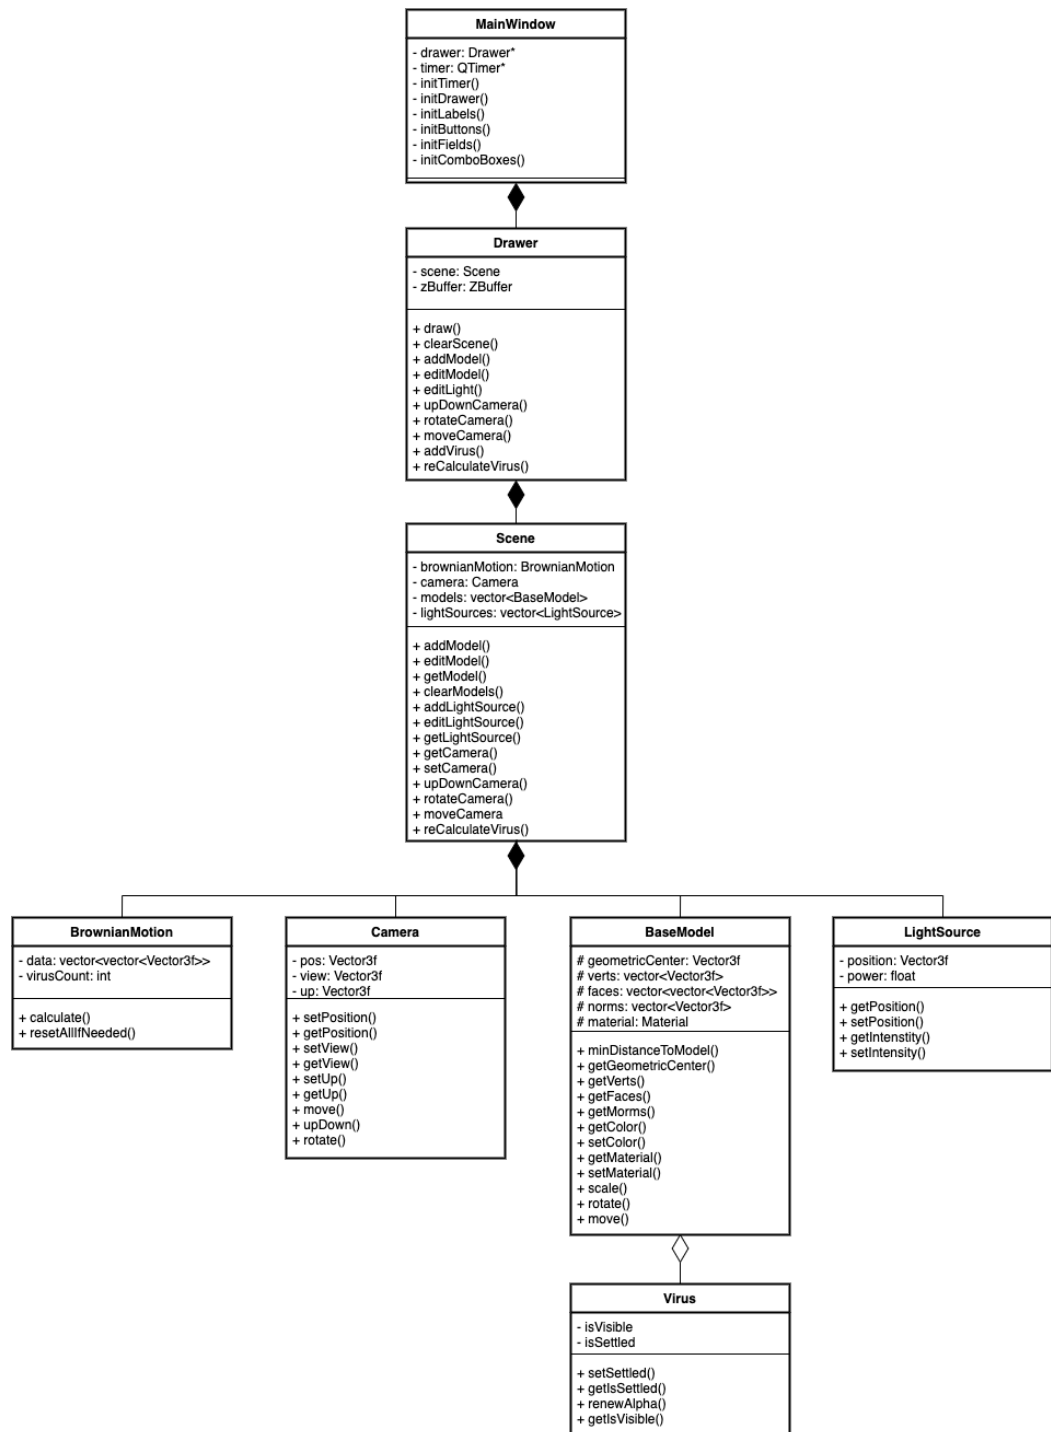 MainWindow
- drawer: Drawer*
- timer: QTimer*
- initTimer()
- initDrawer()
- initLabels()
- initButtons()
- initFields()
- initComboBoxes()
Drawer
- scene: Scene
- zBuffer: ZBuffer
+ draw()
+ clearScene()
+ addModel()
+ editModel()
+ editLight()
+ upDownCamera()
+ rotateCamera()
+ moveCamera()
+ addVirus()
+ reCalculateVirus()
Scene
- brownianMotion: BrownianMotion
- camera: Camera
- models: vector<BaseModel>
- lightSources: vector<LightSource>
+ addModel()
+ editModel()
+ getModel()
+ clearModels()
+ addLightSource()
+ editLightSource()
+ getLightSource()
+ getCamera()
+ setCamera()
+ upDownCamera()
+ rotateCamera()
+ moveCamera
+ reCalculateVirus()
BrownianMotion
- data: vector<vector<Vector3f>>
- virusCount: int
+ calculate()
+ resetAllIfNeeded()
Camera
- pos: Vector3f
- view: Vector3f
- up: Vector3f
+ setPosition()
+ getPosition()
+ setView()
+ getView()
+ setUp()
+ getUp()
+ move()
+ upDown()
+ rotate()
BaseModel
# geometricCenter: Vector3f
# verts: vector<Vector3f>
# faces: vector<vector<Vector3f>>
# norms: vector<Vector3f>
# material: Material
+ minDistanceToModel()
+ getGeometricCenter()
+ getVerts()
+ getFaces()
+ getMorms()
+ getColor()
+ setColor()
+ getMaterial()
+ setMaterial()
+ scale()
+ rotate()
+ move()
LightSource
- position: Vector3f
- power: float
+ getPosition()
+ setPosition()
+ getIntenstity()
+ setIntensity()
Virus
- isVisible
- isSettled
+ setSettled()
+ getIsSettled()
+ renewAlpha()
+ getIsVisible()